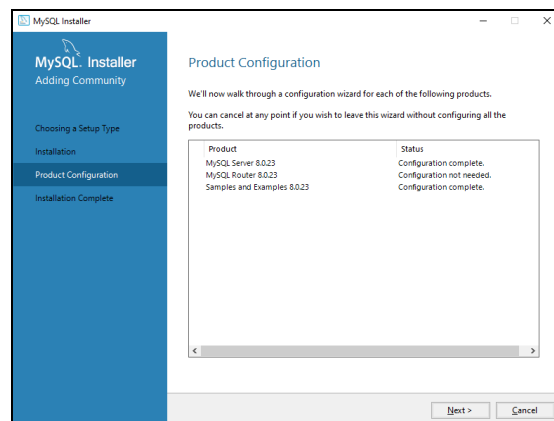 MySQL Installer
MySQL. Installer
Adding Community
Choosing a Setup Type
Installation
Product Configuration
Installation Complete
Product Configuration
We'll now walk through a configuration wizard for each of the following products.
You can cancel at any point if you wish to leave this wizard without configuring all the
products.
Product Status
MySQL Server 8.0.23 Configuration complete.
MySQL Router 8.0.23 Configuration not needed.
Samples and Examples 8.0.23 Configuration complete.
Next > Cancel